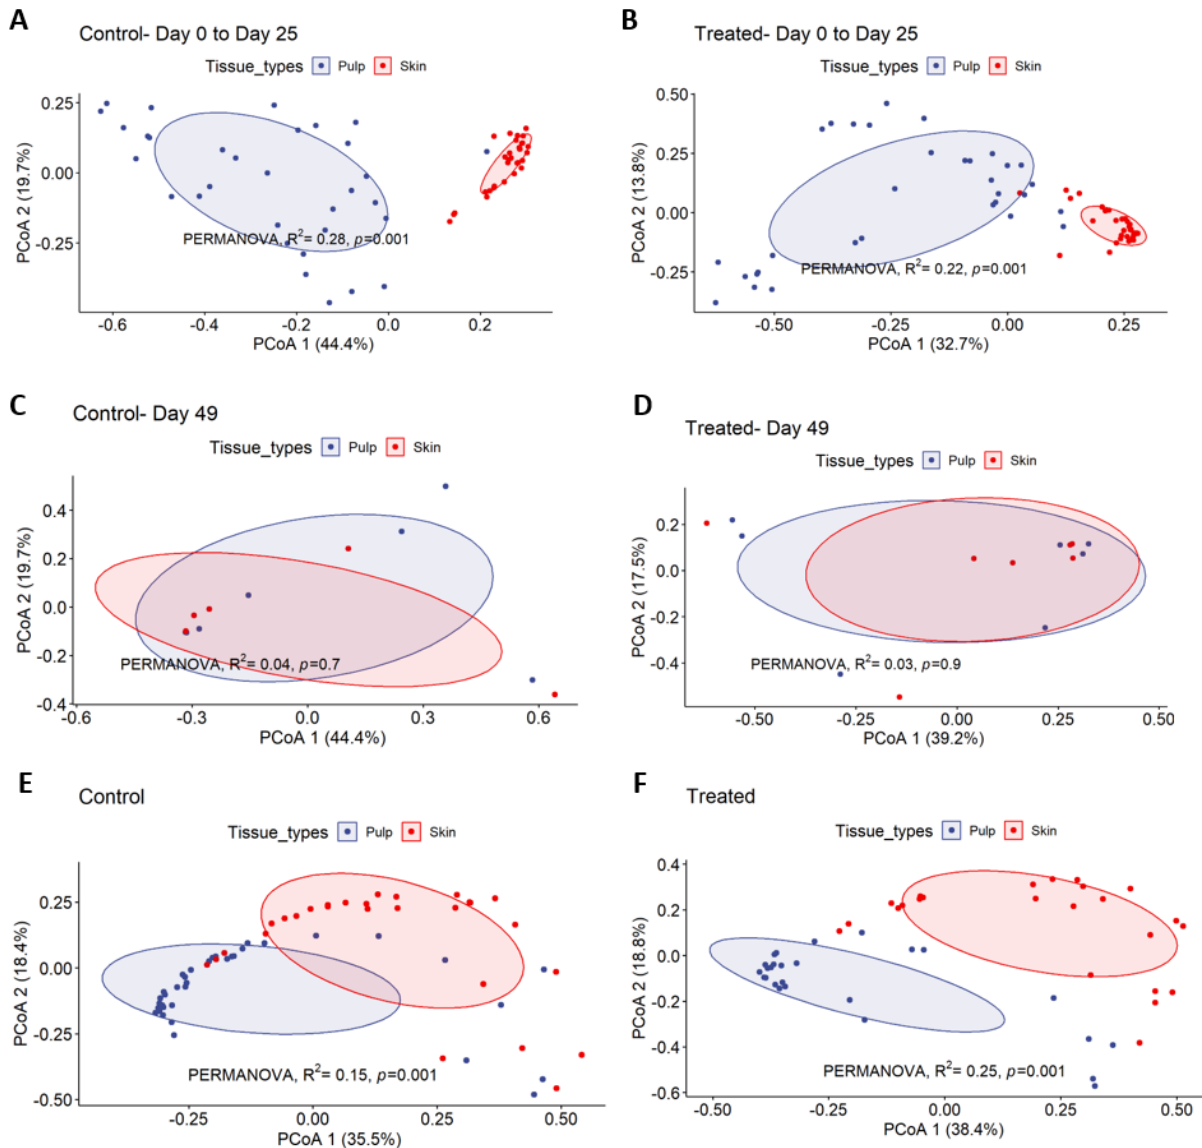 A
Control- Day 0 to Day 25
Tissue_types Pulp Skin
PCoA 2 (19.7%)
0.25
0.00
-0.25
PERMANOVA, R2= 0.28, p=0.001
-0.6 -0.4 -0.2 0.0 0.2
PCoA 1 (44.4%)
B
Treated- Day 0 to Day 25
Tissue_types Pulp Skin
PCoA 2 (13.8%)
0.50
0.25
0.00
-0.25
PERMANOVA, R2= 0.22, p=0.001
-0.50 -0.25 0.00 0.25
PCoA 1 (32.7%)
C
Control- Day 49
Tissue_types Pulp Skin
PCoA 2 (19.7%)
0.4
0.2
0.0
-0.2
-0.4
PERMANOVA, R2= 0.04, p=0.7
-0.6 -0.3 0.0 0.3 0.6
PCoA 1 (44.4%)
D
Treated- Day 49
Tissue_types Pulp Skin
PCoA 2 (17.5%)
0.2
0.0
-0.2
-0.4
PERMANOVA, R2= 0.03, p=0.9
-0.50 -0.25 0.00 0.25 0.50
PCoA 1 (39.2%)
E
Control
Tissue_types Pulp Skin
PCoA 2 (18.4%)
0.25
0.00
-0.25
-0.50
PERMANOVA, R2= 0.15, p=0.001
-0.25 0.00 0.25 0.50
PCoA 1 (35.5%)
F
Treated
Tissue_types Pulp Skin
PCoA 2 (18.8%)
0.4
0.2
0.0
-0.2
-0.4
-0.6
PERMANOVA, R2= 0.25, p=0.001
-0.50 -0.25 0.00 0.25 0.50
PCoA 1 (38.4%)